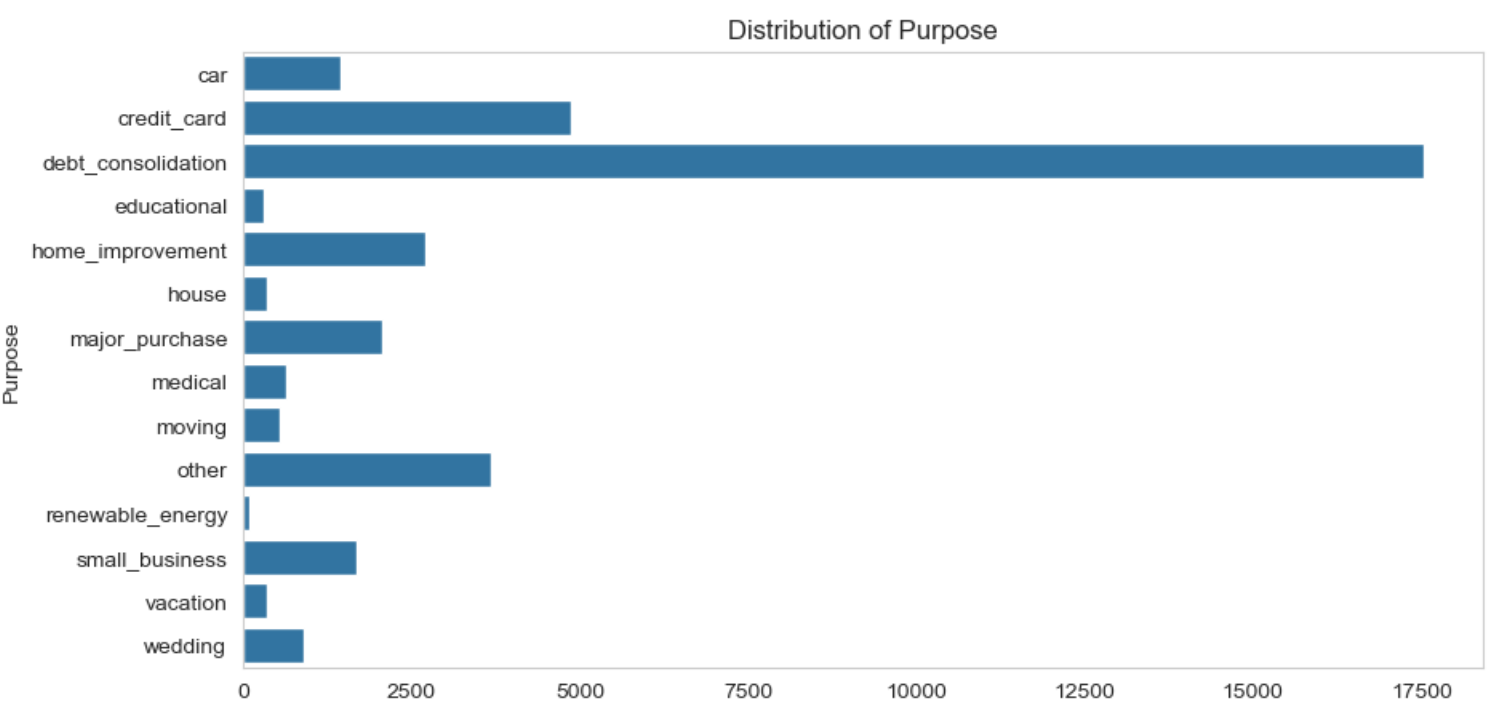 Distribution of Purpose
car
credit_card
debt_consolidation
educational
home_improvement
house
major_purchase
medical
moving
other
renewable_energy
small_business
vacation
wedding
Purpose
0 2500 5000 7500 10000 12500 15000 17500